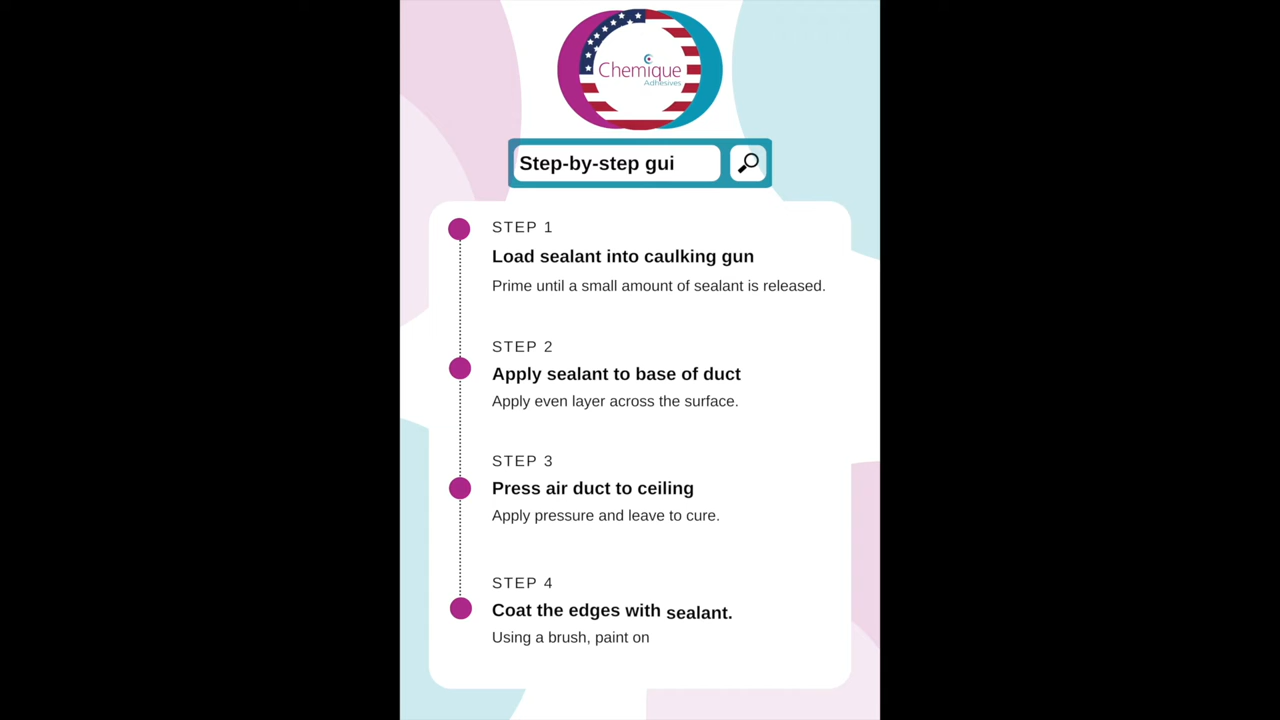 Chemique
Adhesives
Step-by-step gui
STEP 1
Load sealant into caulking gun
Prime until a small amount of sealant is released.
STEP 2
Apply sealant to base of duct
Apply even layer across the surface.
STEP 3
Press air duct to ceiling
Apply pressure and leave to cure.
STEP 4
Coat the edges with sealant.
Using a brush, paint on